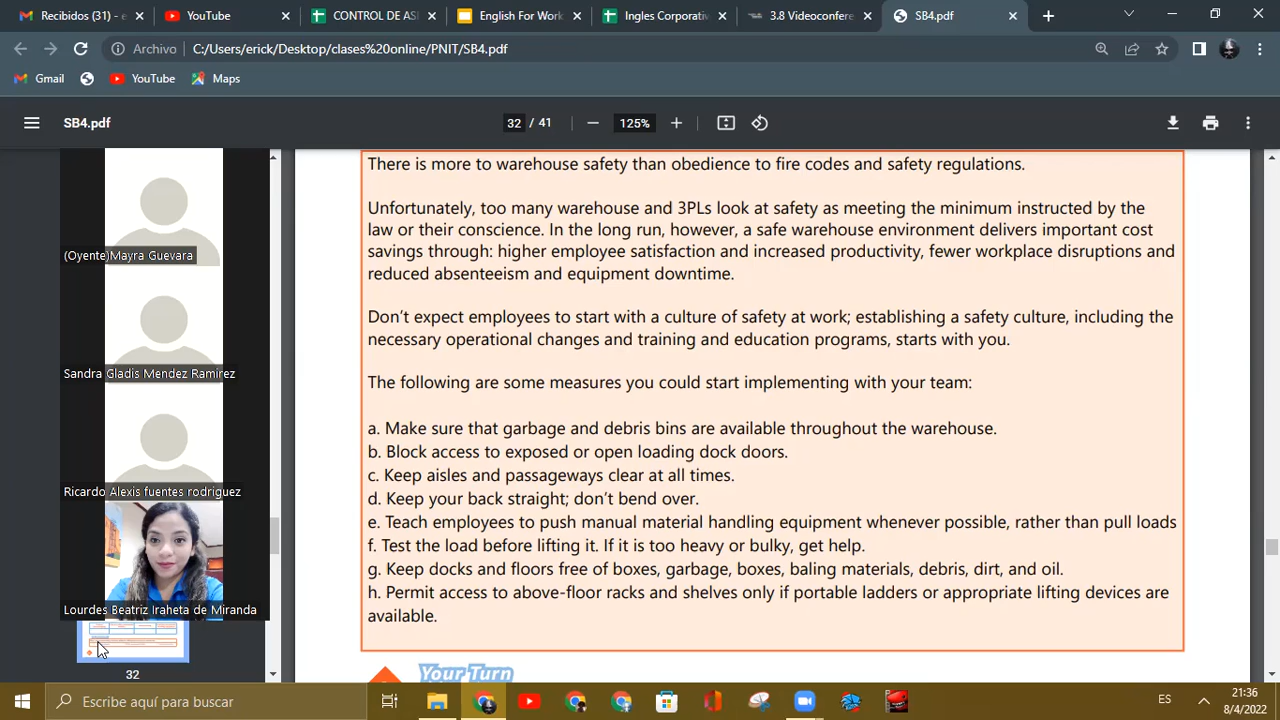 Recibidos (31) - e
YouTube
CONTROL DE ASI
English For Work
Ingles Corporativ
3.8 Videoconfere
SB4.pdf
Archivo C:/Users/erick/Desktop/clases%20online/PNIT/SB4.pdf
Gmail YouTube Maps
SB4.pdf
32 / 41
125%
(Oyente)Mayra Guevara
Sandra Gladis Mendez Ramirez
Ricardo Alexis fuentes rodriguez
Lourdes Beatriz Iraheta de Miranda
32
There is more to warehouse safety than obedience to fire codes and safety regulations.
Unfortunately, too many warehouse and 3PLs look at safety as meeting the minimum instructed by the
law or their conscience. In the long run, however, a safe warehouse environment delivers important cost
savings through: higher employee satisfaction and increased productivity, fewer workplace disruptions and
reduced absenteeism and equipment downtime.
Don’t expect employees to start with a culture of safety at work; establishing a safety culture, including the
necessary operational changes and training and education programs, starts with you.
The following are some measures you could start implementing with your team:
a. Make sure that garbage and debris bins are available throughout the warehouse.
b. Block access to exposed or open loading dock doors.
c. Keep aisles and passageways clear at all times.
d. Keep your back straight; don’t bend over.
e. Teach employees to push manual material handling equipment whenever possible, rather than pull loads
f. Test the load before lifting it. If it is too heavy or bulky, get help.
g. Keep docks and floors free of boxes, garbage, boxes, baling materials, debris, dirt, and oil.
h. Permit access to above-floor racks and shelves only if portable ladders or appropriate lifting devices are
available.
Your Turn
Escribe aquí para buscar
ES
21:36
8/4/2022